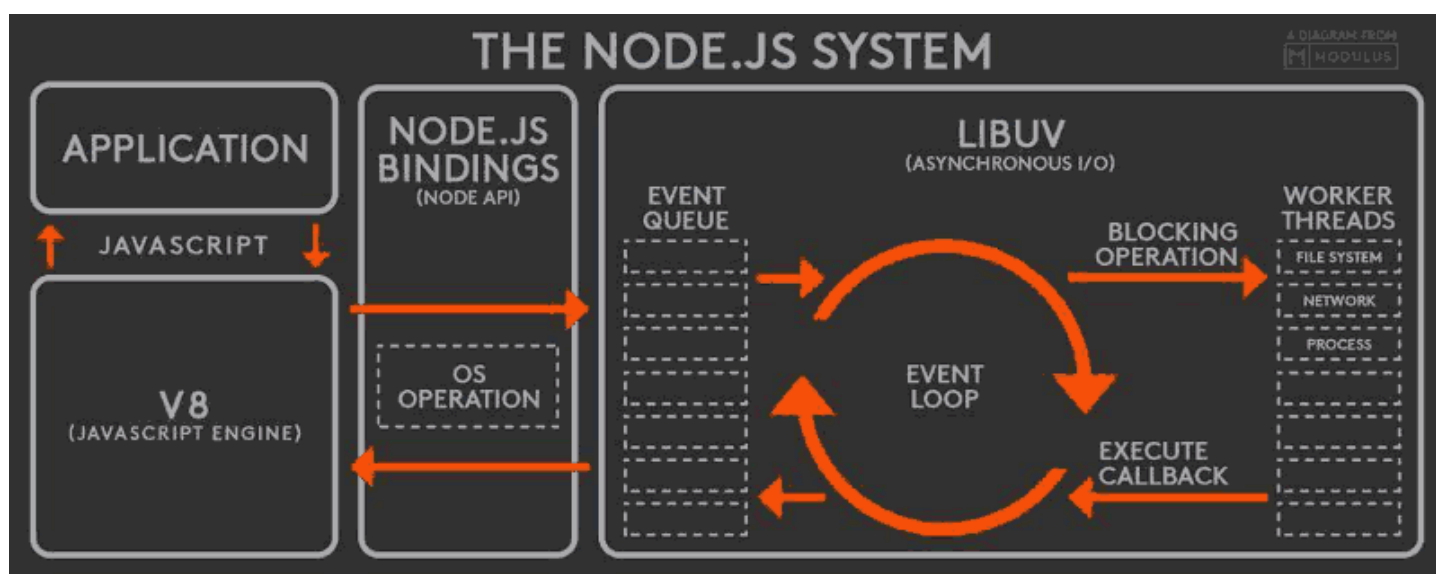 THE NODE.JS SYSTEM
A DIAGRAM FROM
MODULUS
APPLICATION
JAVASCRIPT
V8
(JAVASCRIPT ENGINE)
NODE.JS
BINDINGS
(NODE API)
OS
OPERATION
LIBUV
(ASYNCHRONOUS I/O)
EVENT
QUEUE
EVENT
LOOP
BLOCKING
OPERATION
EXECUTE
CALLBACK
WORKER
THREADS
FILE SYSTEM
NETWORK
PROCESS